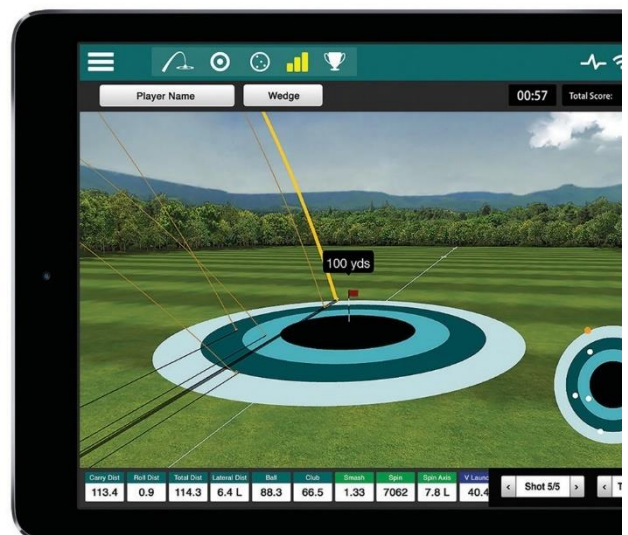 Player Name Wedge 00:57 Total Score:
100 yds
Carry Dist Roll Dist Total Dist Lateral Dist Ball Club Smash Spin Spin Axis V Launc
113.4 0.9 114.3 6.4 L 88.3 66.5 1.33 7062 7.8 L 40.4
< Shot 5/5 > < T